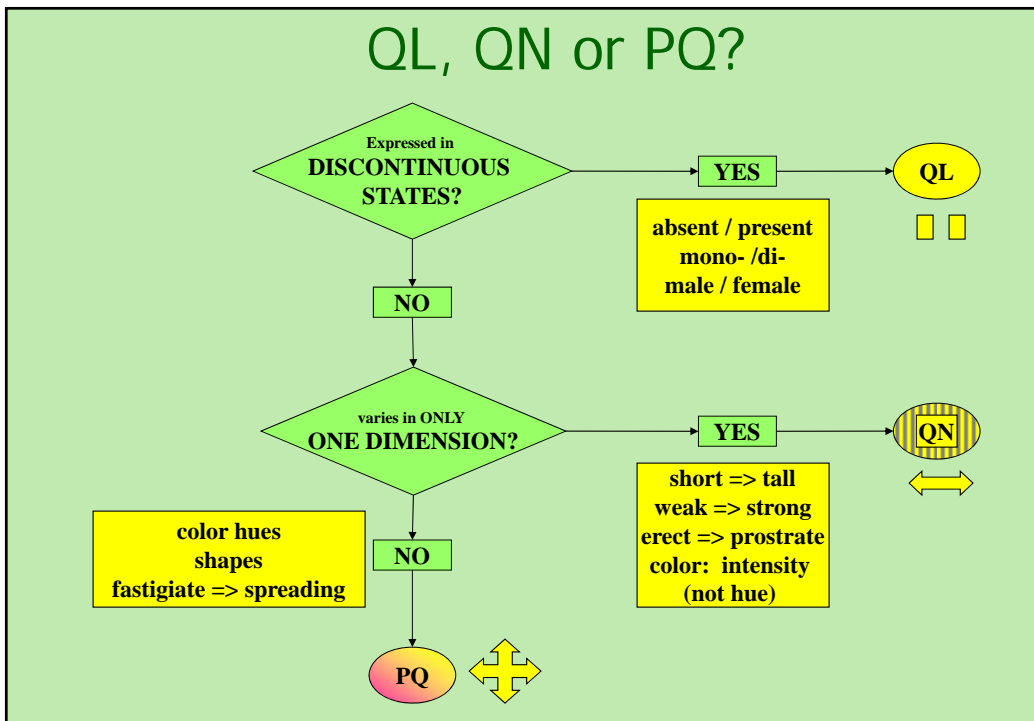 QL, QN or PQ?
Expressed in
DISCONTINUOUS
STATES?
YES
QL
absent / present
mono- /di-
male / female
NO
varies in ONLY
ONE DIMENSION?
YES
QN
short => tall
weak => strong
erect => prostrate
color: intensity
(not hue)
color hues
shapes
fastigiate => spreading
NO
PQ